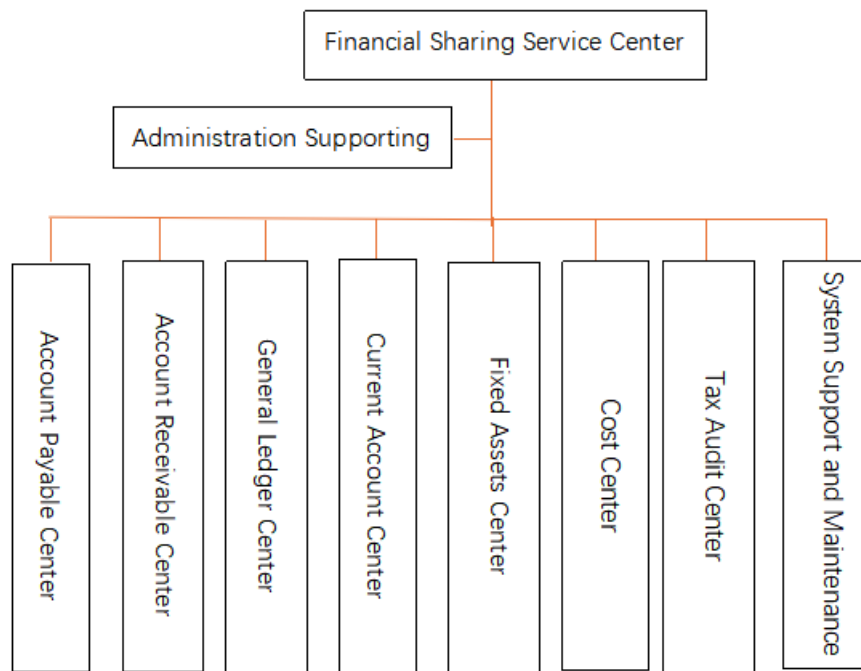 Financial Sharing Service Center
Administration Supporting
Account Payable Center
Account Receivable Center
General Ledger Center
Current Account Center
Fixed Assets Center
Cost Center
Tax Audit Center
System Support and Maintenance